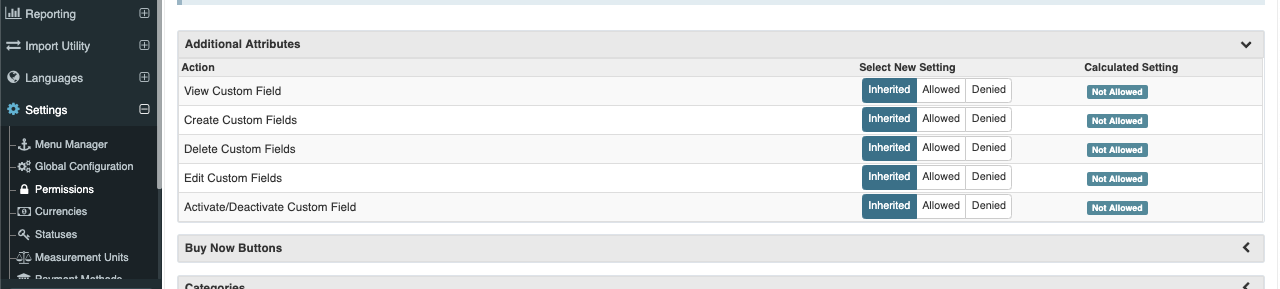 Reporting
Import Utility
Languages
Settings
Menu Manager
Global Configuration
Permissions
Currencies
Statuses
Measurement Units
Payment Methods
Additional Attributes
Action Select New Setting Calculated Setting
View Custom Field Inherited Allowed Denied Not Allowed
Create Custom Fields Inherited Allowed Denied Not Allowed
Delete Custom Fields Inherited Allowed Denied Not Allowed
Edit Custom Fields Inherited Allowed Denied Not Allowed
Activate/Deactivate Custom Field Inherited Allowed Denied Not Allowed
Buy Now Buttons
Categories